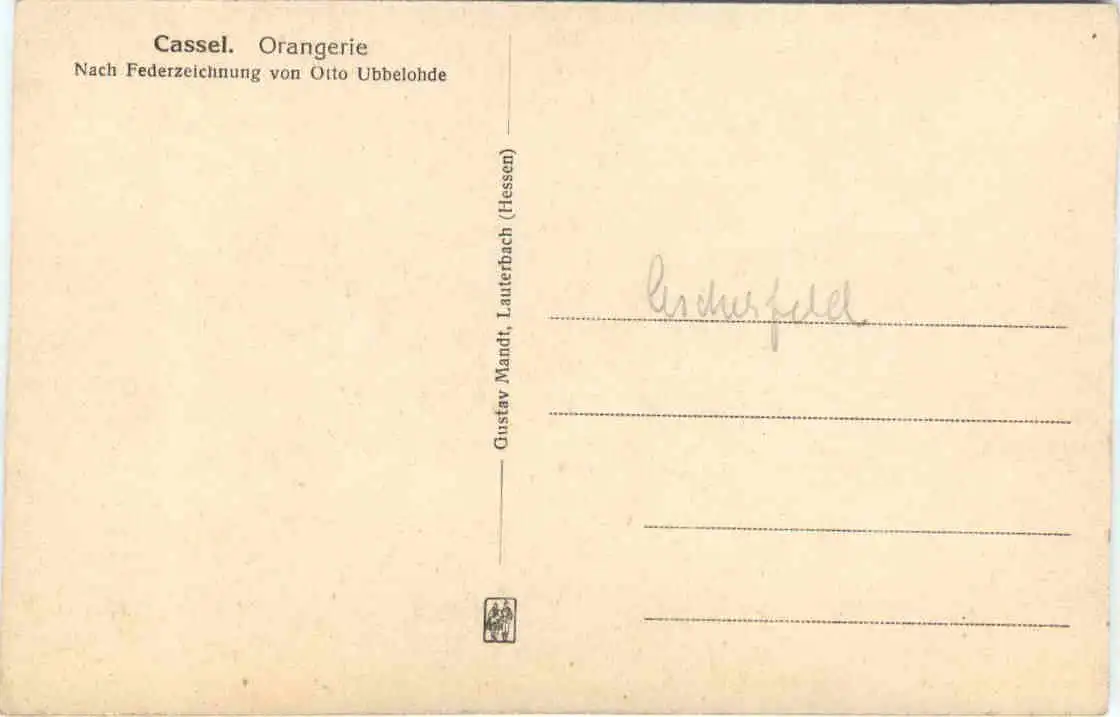 Cassel. Orangerie
Nach Federzeichnung von Otto Ubbelohde
Gustav Mandt, Lauterbach (Hessen)